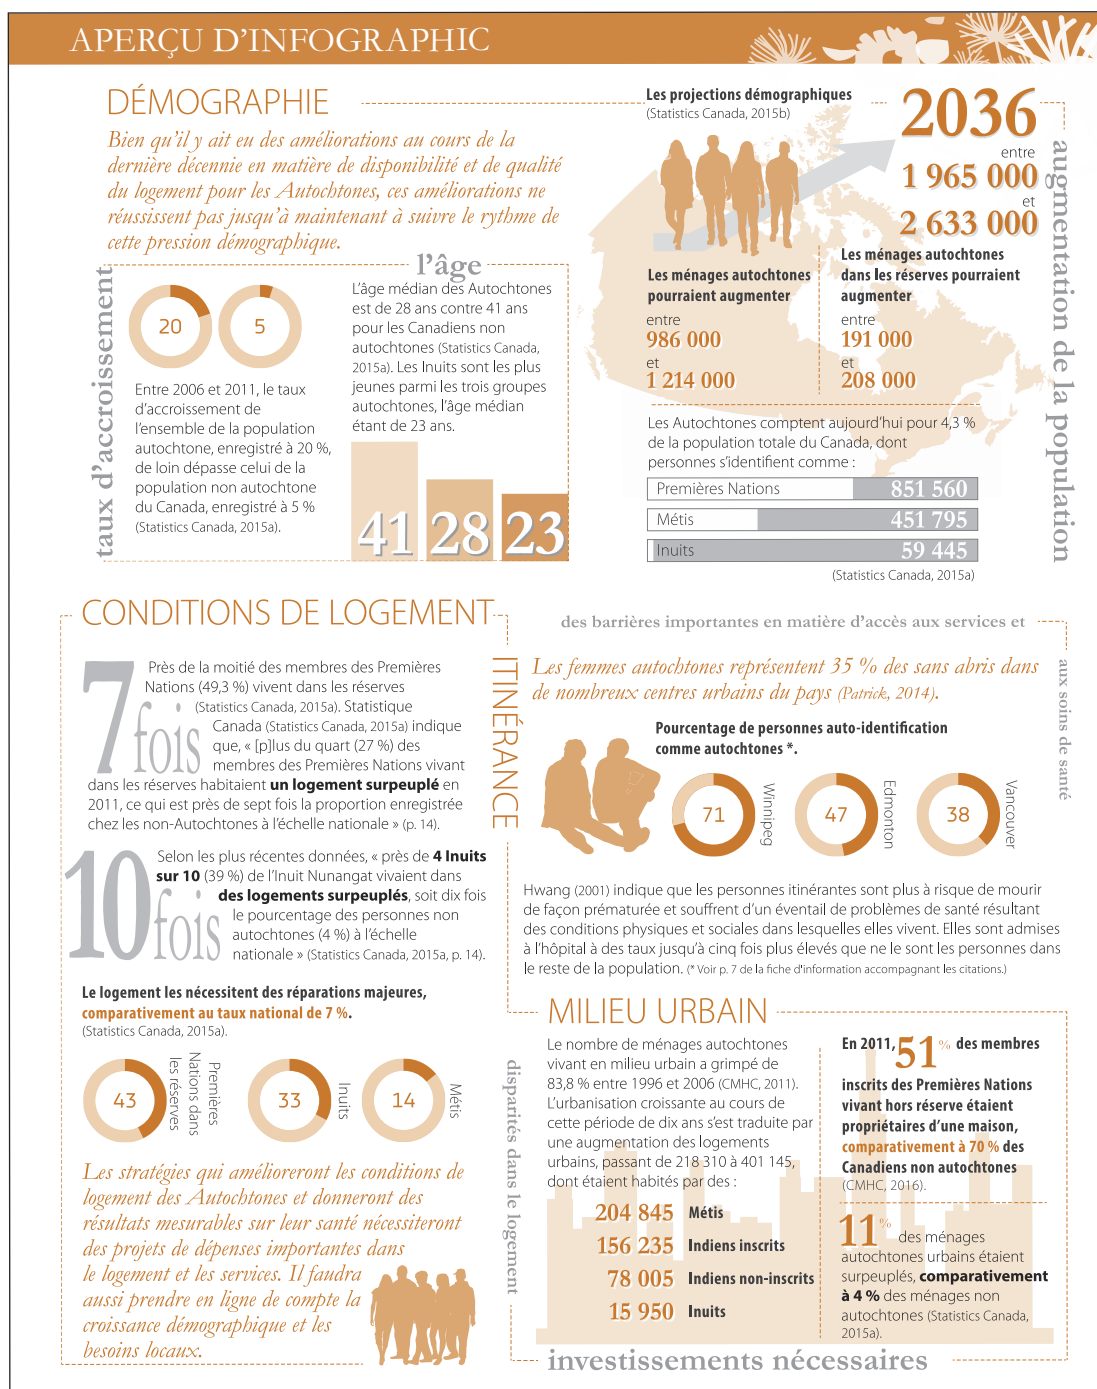 APERÇU D'INFOGRAPHIC
DÉMOGRAPHIE
Bien qu'il y ait eu des améliorations au cours de la
dernière décennie en matière de disponibilité et de qualité
du logement pour les Autochtones, ces améliorations ne
réussissent pas jusqu'à maintenant à suivre le rythme de
cette pression démographique.
taux d'accroissement
20
5
Entre 2006 et 2011, le taux
d'accroissement de
l'ensemble de la population
autochtone, enregistré à 20 %,
de loin dépasse celui de la
population non autochtone
du Canada, enregistré à 5 %
(Statistics Canada, 2015a).
l'âge
L'âge médian des Autochtones
est de 28 ans contre 41 ans
pour les Canadiens non
autochtones (Statistics Canada,
2015a). Les Inuits sont les plus
jeunes parmi les trois groupes
autochtones, l'âge médian
étant de 23 ans.
41
28
23
Les projections démographiques
(Statistics Canada, 2015b)
2036
entre
1 965 000
et
2 633 000
augmentation de la population
Les ménages autochtones
pourraient augmenter
entre
986 000
et
1 214 000
Les ménages autochtones
dans les réserves pourraient
augmenter
entre
191 000
et
208 000
Les Autochtones comptent aujourd'hui pour 4,3 %
de la population totale du Canada, dont
personnes s'identifient comme :
Premières Nations 851 560
Métis 451 795
Inuits 59 445
(Statistics Canada, 2015a)
CONDITIONS DE LOGEMENT
7 fois
Près de la moitié des membres des Premières
Nations (49,3 %) vivent dans les réserves
(Statistics Canada, 2015a). Statistique
Canada (Statistics Canada, 2015a) indique
que, « [p]lus du quart (27 %) des
membres des Premières Nations vivant
dans les réserves habitaient un logement surpeuplé en
2011, ce qui est près de sept fois la proportion enregistrée
chez les non-Autochtones à l'échelle nationale » (p. 14).
10 fois
Selon les plus récentes données, « près de 4 Inuits
sur 10 (39 %) de l'Inuit Nunangat vivaient dans
des logements surpeuplés, soit dix fois
le pourcentage des personnes non
autochtones (4 %) à l'échelle
nationale » (Statistics Canada, 2015a, p. 14).
Le logement les nécessitent des réparations majeures,
comparativement au taux national de 7 %.
(Statistics Canada, 2015a).
43
Premières
Nations dans
les réserves
33
Inuits
14
Métis
Les stratégies qui amélioreront les conditions de
logement des Autochtones et donneront des
résultats mesurables sur leur santé nécessiteront
des projets de dépenses importantes dans
le logement et les services. Il faudra
aussi prendre en ligne de compte la
croissance démographique et les
besoins locaux.
ITINÉRANCE
des barrières importantes en matière d'accès aux services et
aux soins de santé
Les femmes autochtones représentent 35 % des sans abris dans
de nombreux centres urbains du pays (Patrick, 2014).
Pourcentage de personnes auto-identification
comme autochtones *.
71
Winnipeg
47
Edmonton
38
Vancouver
Hwang (2001) indique que les personnes itinérantes sont plus à risque de mourir
de façon prématurée et souffrent d'un éventail de problèmes de santé résultant
des conditions physiques et sociales dans lesquelles elles vivent. Elles sont admises
à l'hôpital à des taux jusqu'à cinq fois plus élevés que ne le sont les personnes dans
le reste de la population. (* Voir p. 7 de la fiche d'information accompagnant les citations.)
MILIEU URBAIN
disparités dans le logement
Le nombre de ménages autochtones
vivant en milieu urbain a grimpé de
83,8 % entre 1996 et 2006 (CMHC, 2011).
L'urbanisation croissante au cours de
cette période de dix ans s'est traduite par
une augmentation des logements
urbains, passant de 218 310 à 401 145,
dont étaient habités par des :
204 845 Métis
156 235 Indiens inscrits
78 005 Indiens non-inscrits
15 950 Inuits
En 2011, 51 % des membres
inscrits des Premières Nations
vivant hors réserve étaient
propriétaires d'une maison,
comparativement à 70 % des
Canadiens non autochtones
(CMHC, 2016).
11 % des ménages
autochtones urbains étaient
surpeuplés, comparativement
à 4 % des ménages non
autochtones (Statistics Canada,
2015a).
investissements nécessaires